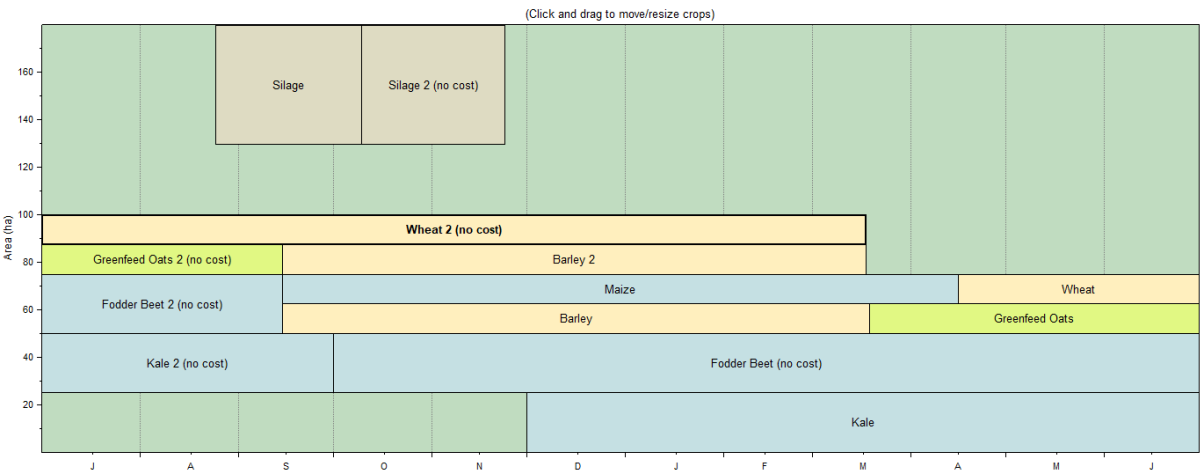 (Click and drag to move/resize crops)
Area (ha)
160
140
120
100
80
60
40
20
Silage
Silage 2 (no cost)
Wheat 2 (no cost)
Greenfeed Oats 2 (no cost)
Barley 2
Fodder Beet 2 (no cost)
Maize
Wheat
Barley
Greenfeed Oats
Kale 2 (no cost)
Fodder Beet (no cost)
Kale
J A S O N D J F M A M J